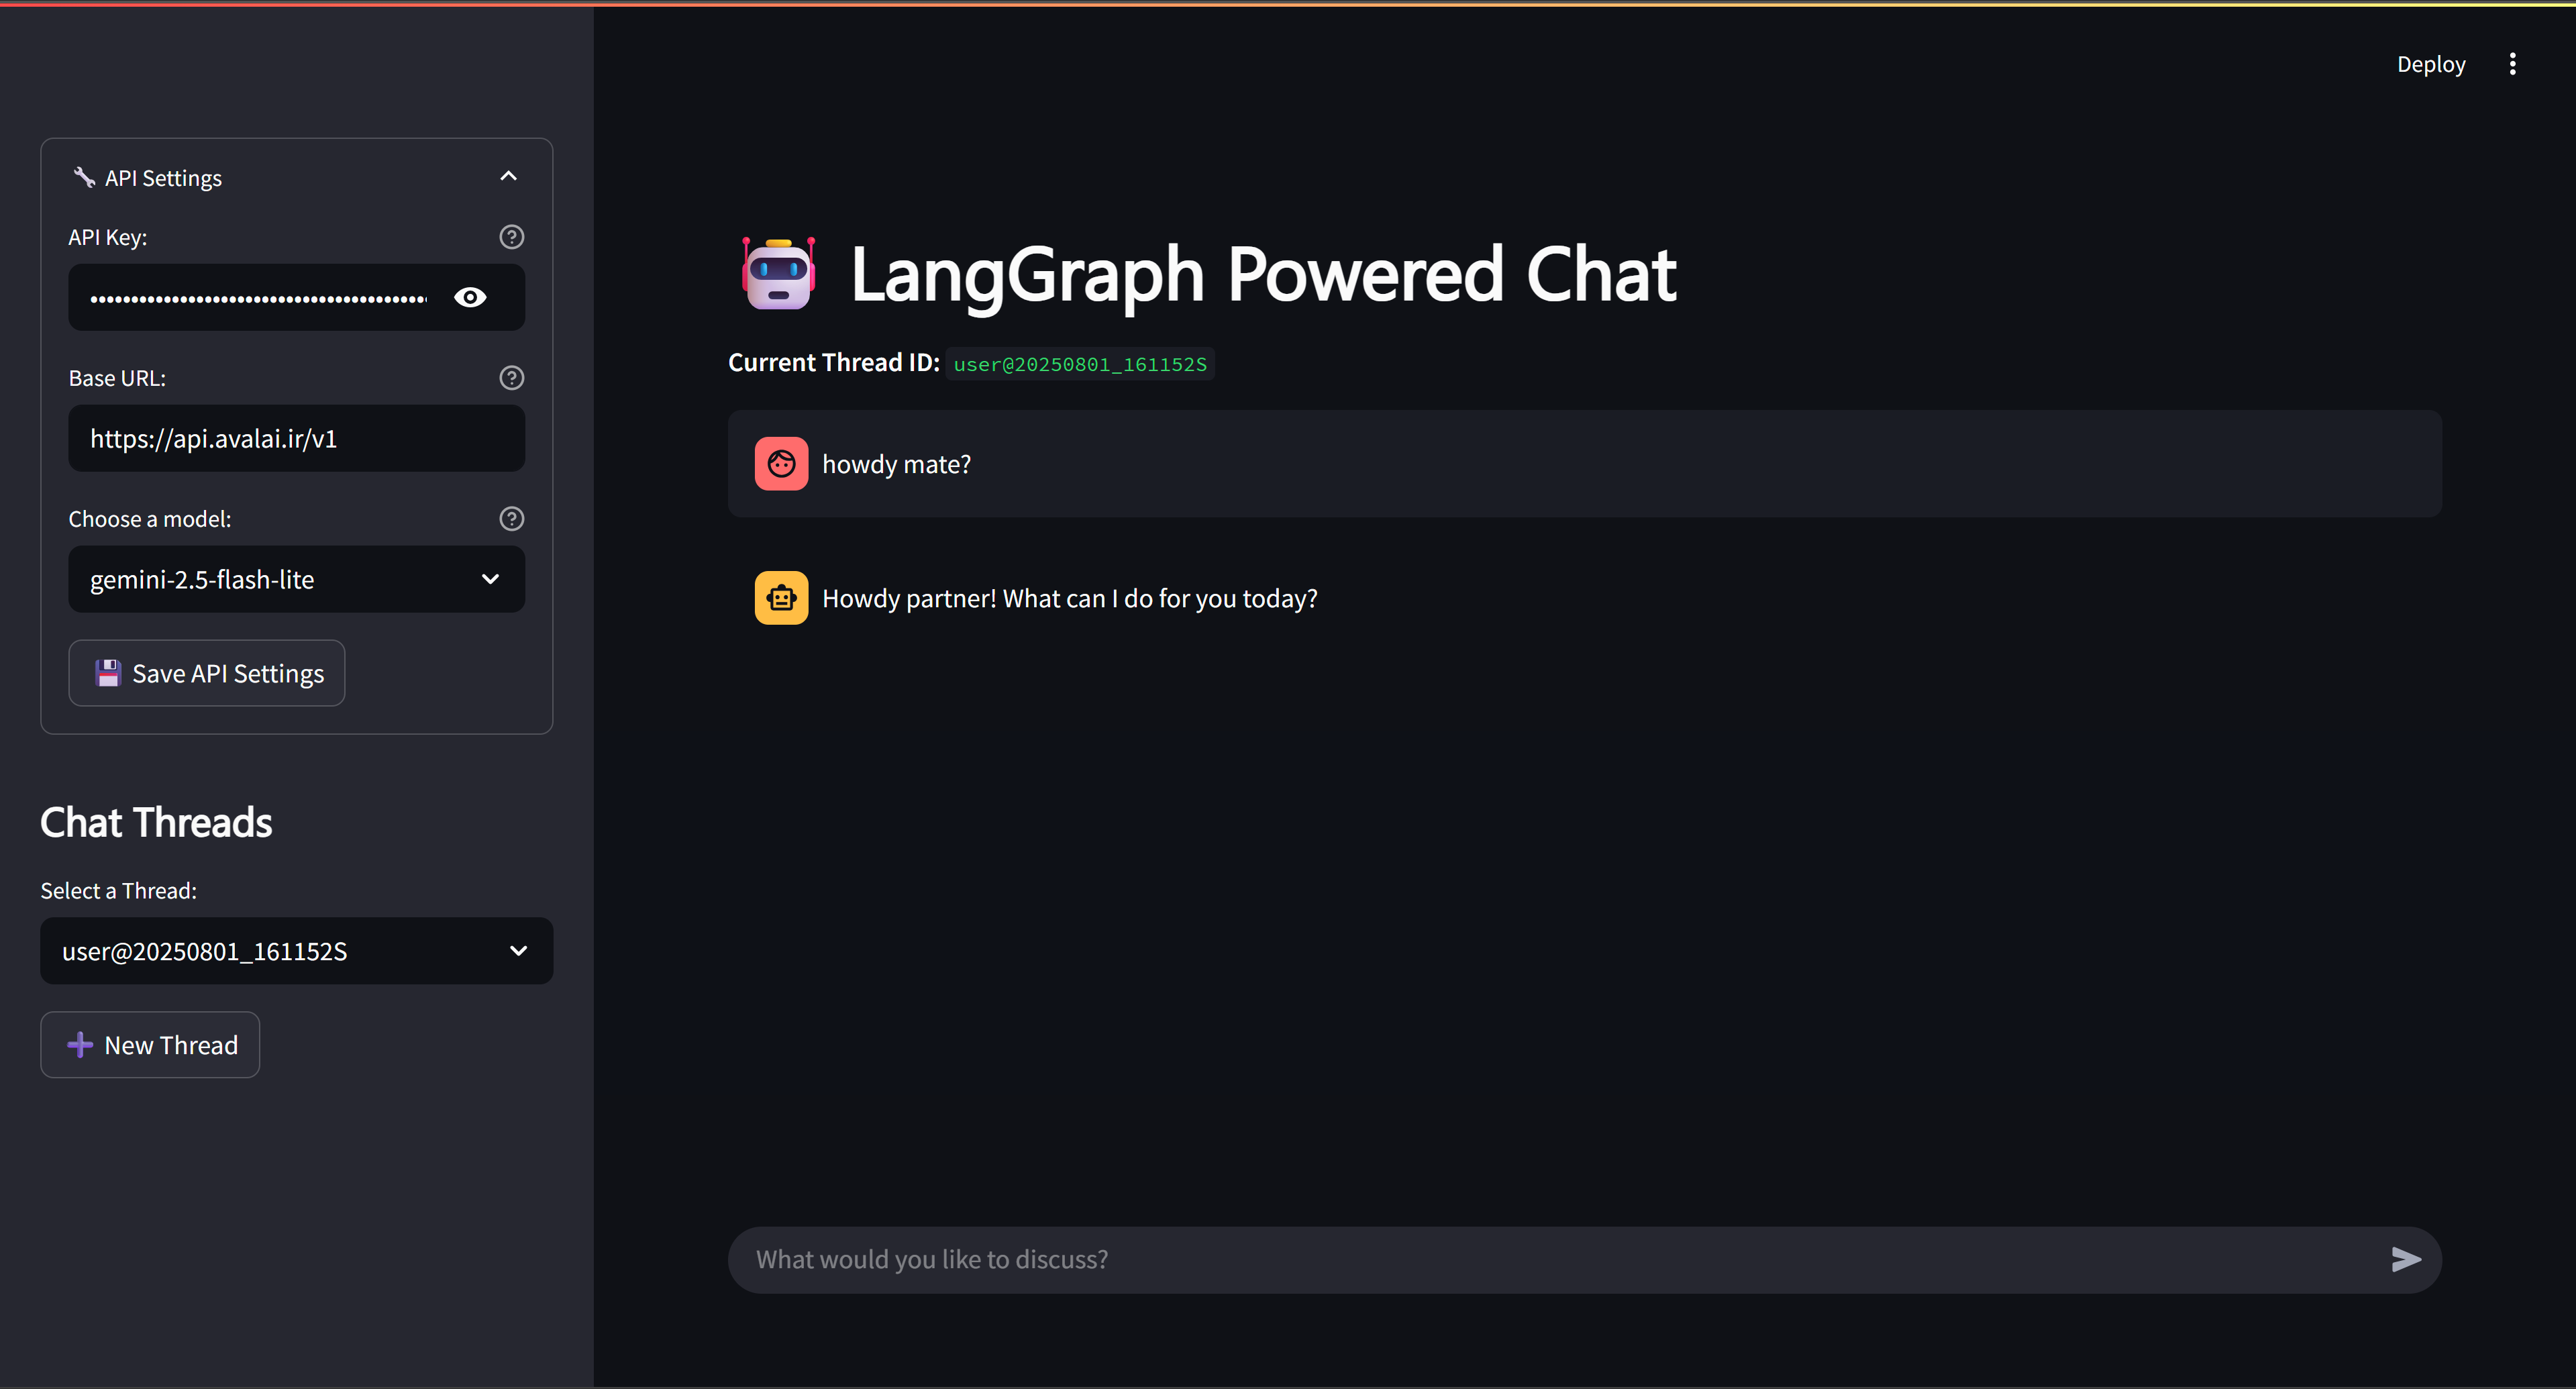 Deploy
API Settings
API Key:
••••••••••••••••••••••••••••••••••••••••••
Base URL:
https://api.avalai.ir/v1
Choose a model:
gemini-2.5-flash-lite
Save API Settings
Chat Threads
Select a Thread:
user@20250801_161152S
New Thread
LangGraph Powered Chat
Current Thread ID: user@20250801_161152S
howdy mate?
Howdy partner! What can I do for you today?
What would you like to discuss?